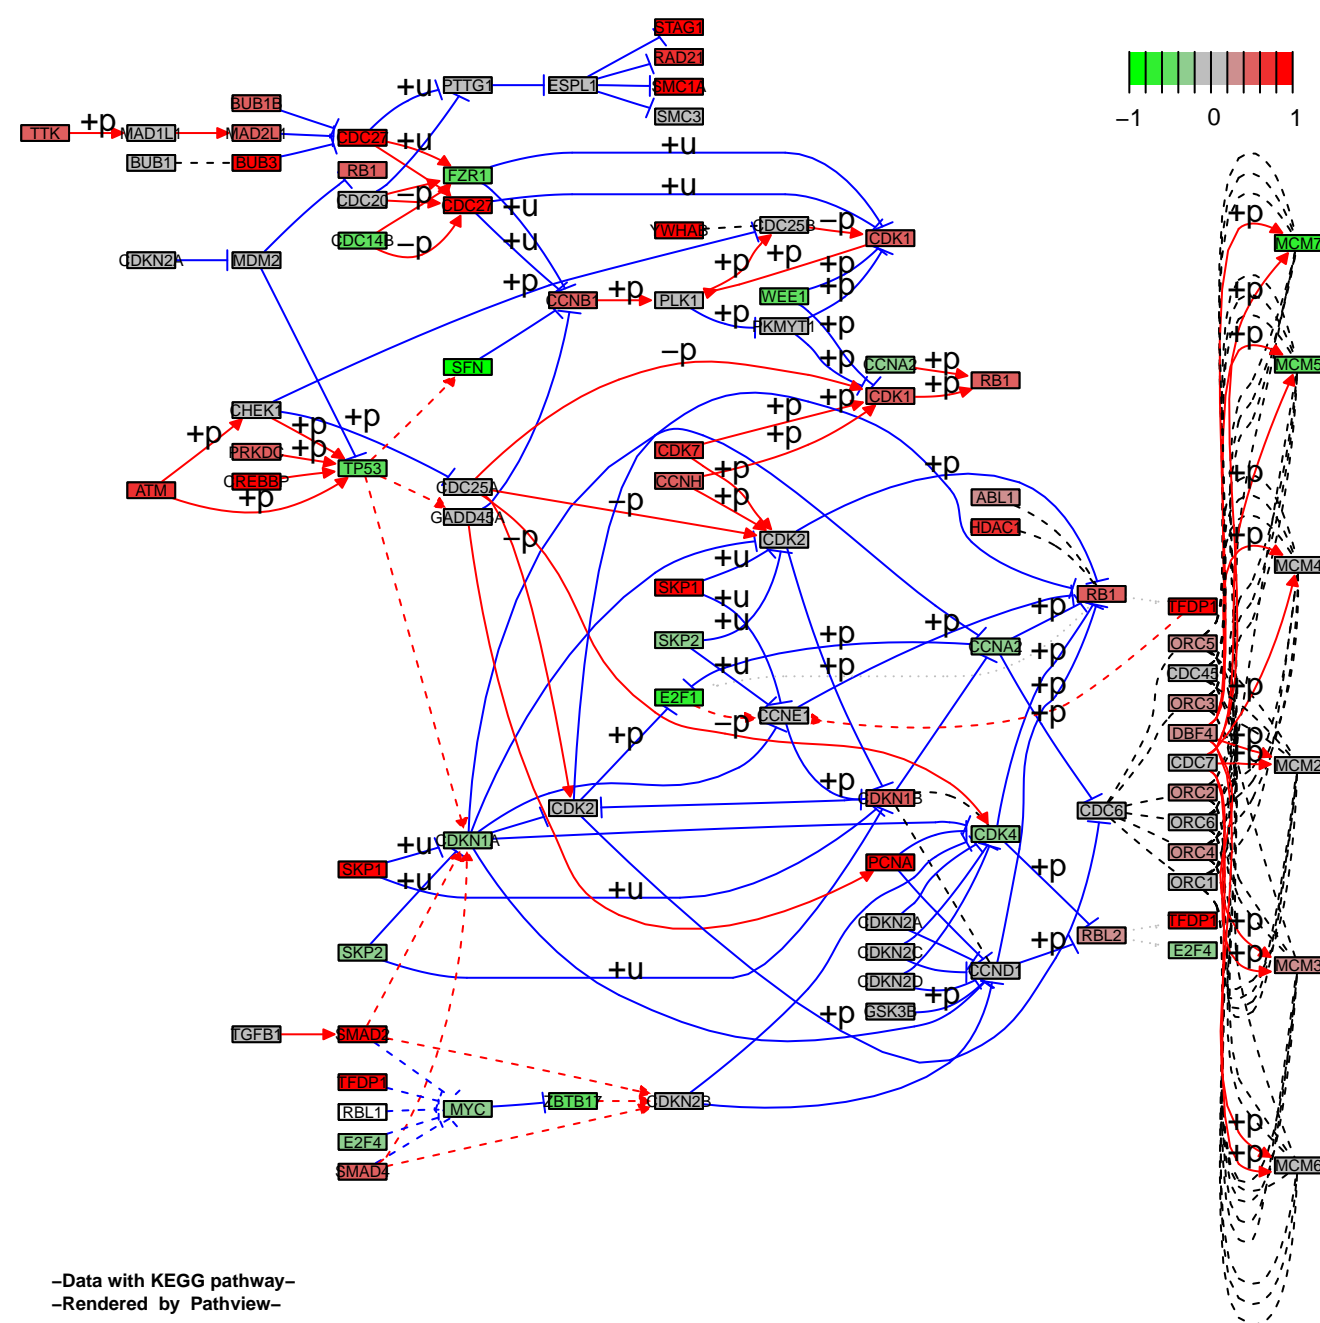 STAG1
RAD21
SMC1A
SMC3
PTTG1
ESPL1
+u
−1
0
1
BUB1B
TTK
+p
MAD1L1
MAD2L1
CDC27
+u
BUB1
BUB3
RB1
FZR1
+u
CDC20
−p
CDC27
+u
+u
CDC14B
−p
+u
YWHAB
CDC25B
−p
CDK1
CDKN2A
MDM2
+p
+p
+p
+p
CCNB1
+p
PLK1
WEE1
+p
+p
PKMYT1
+p
SFN
−p
+p
CCNA2
+p
CDK1
+p
RB1
CHEK1
+p
+p
+p
+p
+p
+p
PRKDC
+p
TP53
CDK7
ATM
CREBBP
+p
CDC25A
GADD45A
CCNH
+p
+p
−p
−p
+p
ABL1
HDAC1
CDK2
+u
SKP1
+u
+u
SKP2
RB1
+p
TFDP1
+p
+p
CCNA2
+p
+p
+p
+p
E2F1
CCNE1
−p
+p
ORC5
CDC45
ORC3
DBF4
CDC7
ORC2
ORC6
ORC4
ORC1
TFDP1
E2F4
MCM7
+p
+p
MCM5
+p
+p
MCM4
+p
+p
MCM2
+p
+p
MCM3
+p
+p
MCM6
+p
+p
CDK2
CDKN1B
+p
CDC6
CDKN1A
CDK4
SKP1
+u
+u
+u
PCNA
+p
CDKN2A
CDKN2C
CDKN2D
GSK3B
+p
+p
CCND1
+p
RBL2
SKP2
+u
TGFB1
SMAD2
TFDP1
RBL1
E2F4
SMAD4
MYC
ZBTB17
CDKN2B
−Data with KEGG pathway−
−Rendered by Pathview−